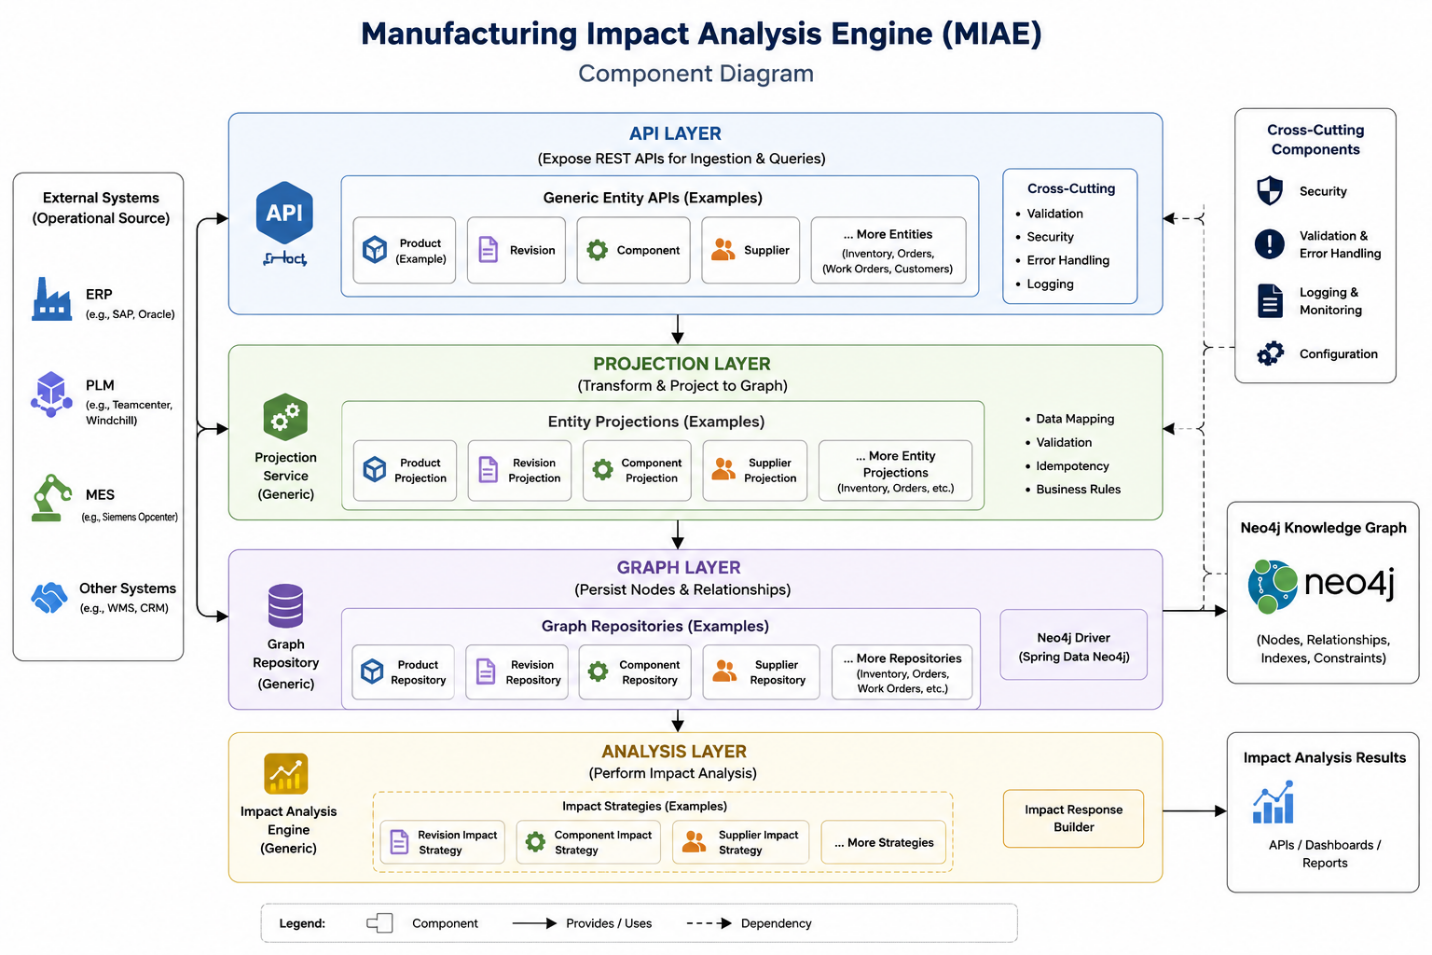 Manufacturing Impact Analysis Engine (MIAE)
Component Diagram
External Systems
(Operational Source)
ERP
(e.g., SAP, Oracle)
PLM
(e.g., Teamcenter,
Windchill)
MES
(e.g., Siemens Opcenter)
Other Systems
(e.g., WMS, CRM)
API LAYER
(Expose REST APIs for Ingestion & Queries)
API
Generic Entity APIs (Examples)
Product
(Example)
Revision
Component
Supplier
... More Entities
(Inventory, Orders,
(Work Orders, Customers)
Cross-Cutting
• Validation
• Security
• Error Handling
• Logging
PROJECTION LAYER
(Transform & Project to Graph)
Projection
Service
(Generic)
Entity Projections (Examples)
Product
Projection
Revision
Projection
Component
Projection
Supplier
Projection
... More Entity
Projections
(Inventory, Orders, etc.)
• Data Mapping
• Validation
• Idempotency
• Business Rules
GRAPH LAYER
(Persist Nodes & Relationships)
Graph
Repository
(Generic)
Graph Repositories (Examples)
Product
Repository
Revision
Repository
Component
Repository
Supplier
Repository
... More Repositories
(Inventory, Orders,
Work Orders, etc.)
Neo4j Driver
(Spring Data Neo4j)
ANALYSIS LAYER
(Perform Impact Analysis)
Impact Analysis
Engine
(Generic)
Impact Strategies (Examples)
Revision Impact
Strategy
Component Impact
Strategy
Supplier Impact
Strategy
... More Strategies
Impact Response
Builder
Cross-Cutting
Components
Security
Validation &
Error Handling
Logging &
Monitoring
Configuration
Neo4j Knowledge Graph
neo4j
(Nodes, Relationships,
Indexes, Constraints)
Impact Analysis Results
APIs / Dashboards /
Reports
Legend:
Component
Provides / Uses
Dependency